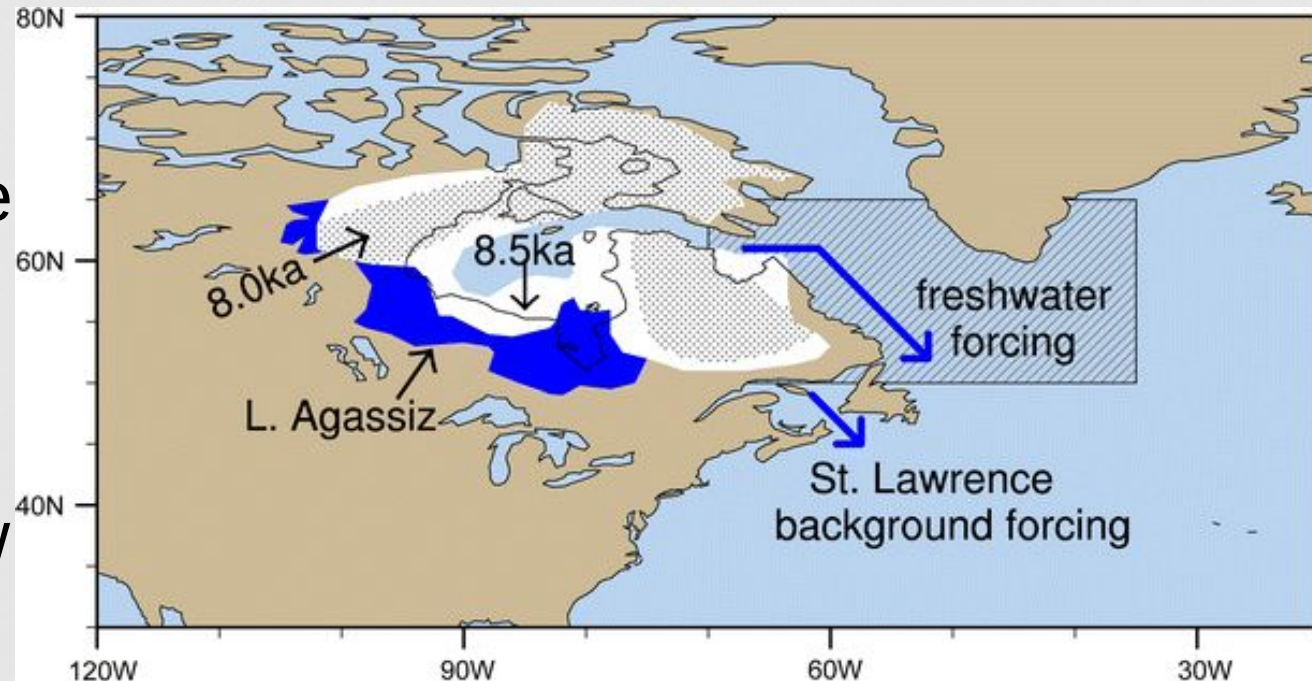 80N
60N
40N
120W
90W
60W
30W
8.5ka
8.0ka
L. Agassiz
freshwater
forcing
St. Lawrence
background forcing